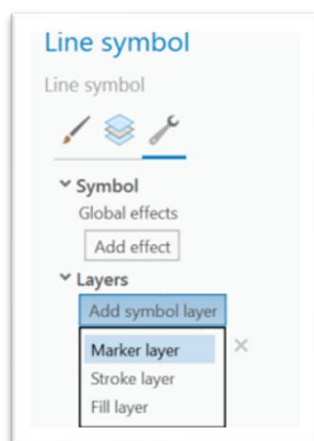 Line symbol
Line symbol
Symbol
Global effects
Add effect
Layers
Add symbol layer
Marker layer
Stroke layer
Fill layer